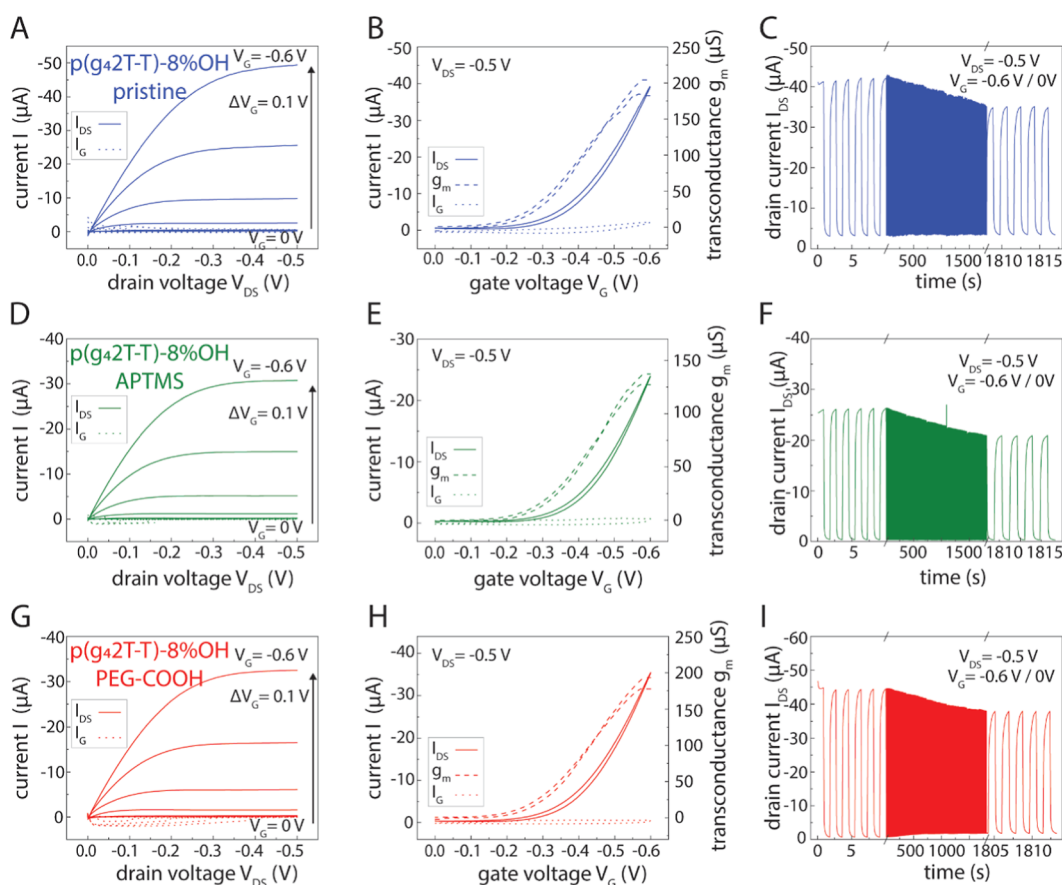 A
p(g₄2T-T)-8%OH
pristine
V_G= -0.6 V
ΔV_G= 0.1 V
I_DS
I_G
V_G= 0 V
-50
-40
-30
-20
-10
0
current I (µA)
0.0 -0.1 -0.2 -0.3 -0.4 -0.5
drain voltage V_DS (V)
B
V_DS= -0.5 V
I_DS
g_m
I_G
-50
-40
-30
-20
-10
0
current I (µA)
250
200
150
100
50
0
transconductance g_m (µS)
0.0 -0.1 -0.2 -0.3 -0.4 -0.5 -0.6
gate voltage V_G (V)
C
V_DS= -0.5 V
V_G= -0.6 V / 0V
-50
-40
-30
-20
-10
0
drain current I_DS (µA)
0 5 500 1500 1810 1815
time (s)
D
p(g₄2T-T)-8%OH
APTMS
V_G= -0.6 V
ΔV_G= 0.1 V
I_DS
I_G
V_G= 0 V
-40
-30
-20
-10
0
current I (µA)
0.0 -0.1 -0.2 -0.3 -0.4 -0.5
drain voltage V_DS (V)
E
V_DS= -0.5 V
I_DS
g_m
I_G
-30
-20
-10
0
current I (µA)
150
100
50
0
transconductance g_m (µS)
0.0 -0.1 -0.2 -0.3 -0.4 -0.5 -0.6
gate voltage V_G (V)
F
V_DS= -0.5 V
V_G= -0.6 V / 0V
-40
-30
-20
-10
0
drain current I_DS, (µA)
0 5 500 1500 1810 1815
time (s)
G
p(g₄2T-T)-8%OH
PEG-COOH
V_G= -0.6 V
ΔV_G= 0.1 V
I_DS
I_G
V_G= 0 V
-40
-30
-20
-10
0
current I (µA)
0.0 -0.1 -0.2 -0.3 -0.4 -0.5
drain voltage V_DS (V)
H
V_DS= -0.5 V
I_DS
g_m
I_G
-40
-30
-20
-10
0
current I (µA)
250
200
150
100
50
0
transconductance g_m (µS)
0.0 -0.1 -0.2 -0.3 -0.4 -0.5 -0.6
gate voltage V_G (V)
I
V_DS= -0.5 V
V_G= -0.6 V / 0V
-60
-50
-40
-30
-20
-10
0
drain current I_DS (µA)
0 5 500 1000 1805 1810
time (s)